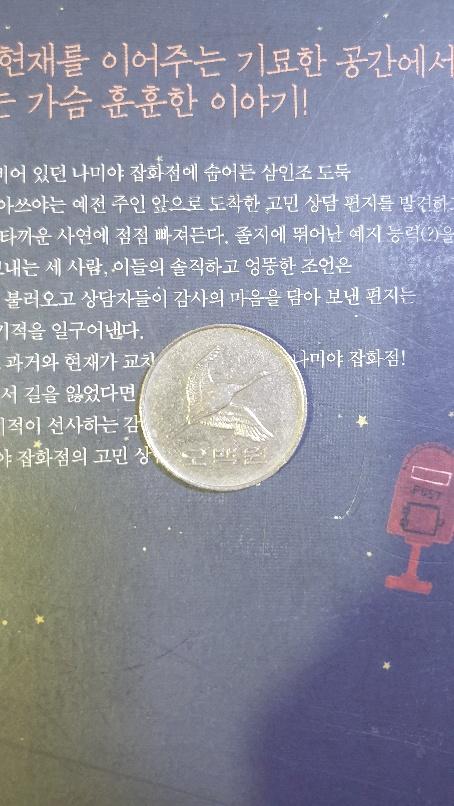 현재를 이어주는 기묘한 공간에서
는 가슴 훈훈한 이야기!
비어 있던 나미야 잡화점에 숨어든 삼인조 도둑
아쓰야는 예전 주인 앞으로 도착한 고민 상담 편지를 발견하고
타까운 사연에 점점 빠져든다. 졸지에 뛰어난 예지 능력(?)을
보내는 세 사람, 이들의 솔직하고 엉뚱한 조언은
불러오고 상담자들이 감사의 마음을 담아 보낸 편지는
기적을 일구어낸다.
과거와 현재가 교차 나미야 잡화점!
서 길을 잃었다면
기적이 선사하는 감
야 잡화점의 고민 상
오백원
POST